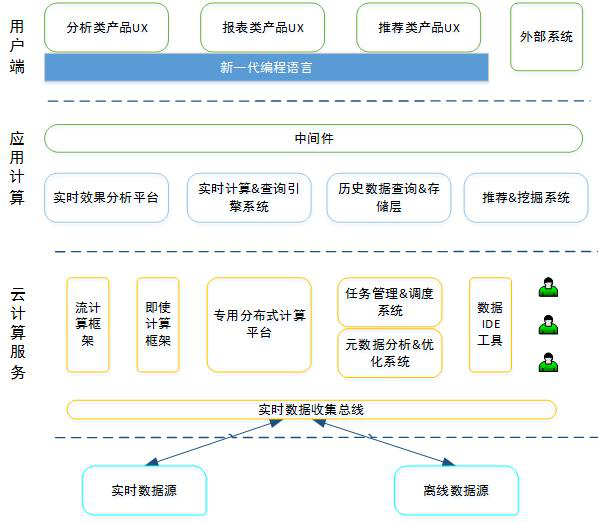 用户端
分析类产品UX
报表类产品UX
推荐类产品UX
外部系统
新一代编程语言
应用计算
中间件
实时效果分析平台
实时计算&查询引
擎系统
历史数据查询&存
储层
推荐&挖掘系统
云计算服务
流计
算框
架
即使
计算
框架
专用分布式计算
平台
任务管理&调度
系统
元数据分析&优
化系统
数据
IDE
工具
实时数据收集总线
实时数据源
离线数据源